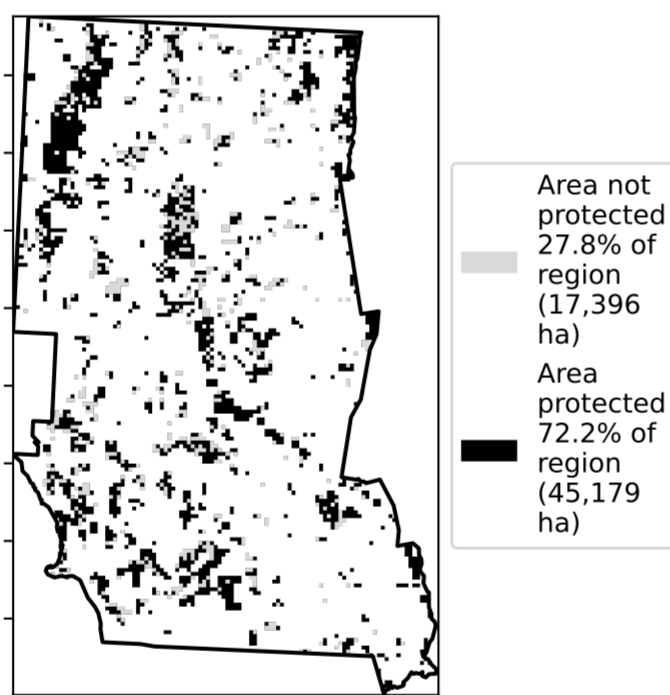 Area not
protected
27.8% of
region
(17,396
ha)
Area
protected
72.2% of
region
(45,179
ha)